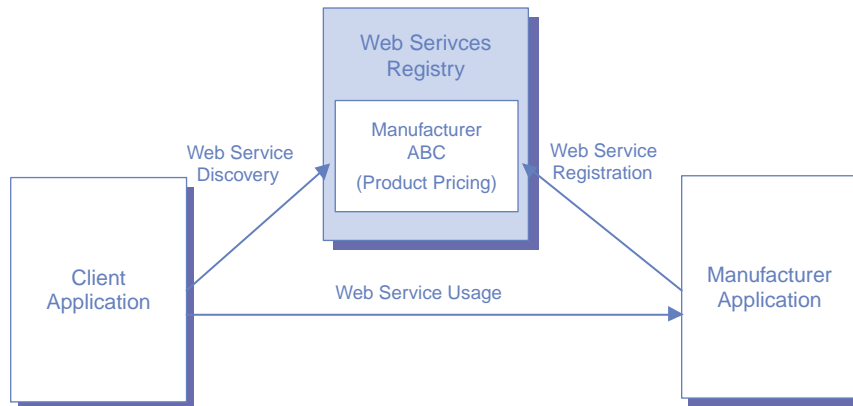 Web Serivces
Registry
Manufacturer
ABC
(Product Pricing)
Web Service
Discovery
Web Service
Registration
Client
Application
Web Service Usage
Manufacturer
Application